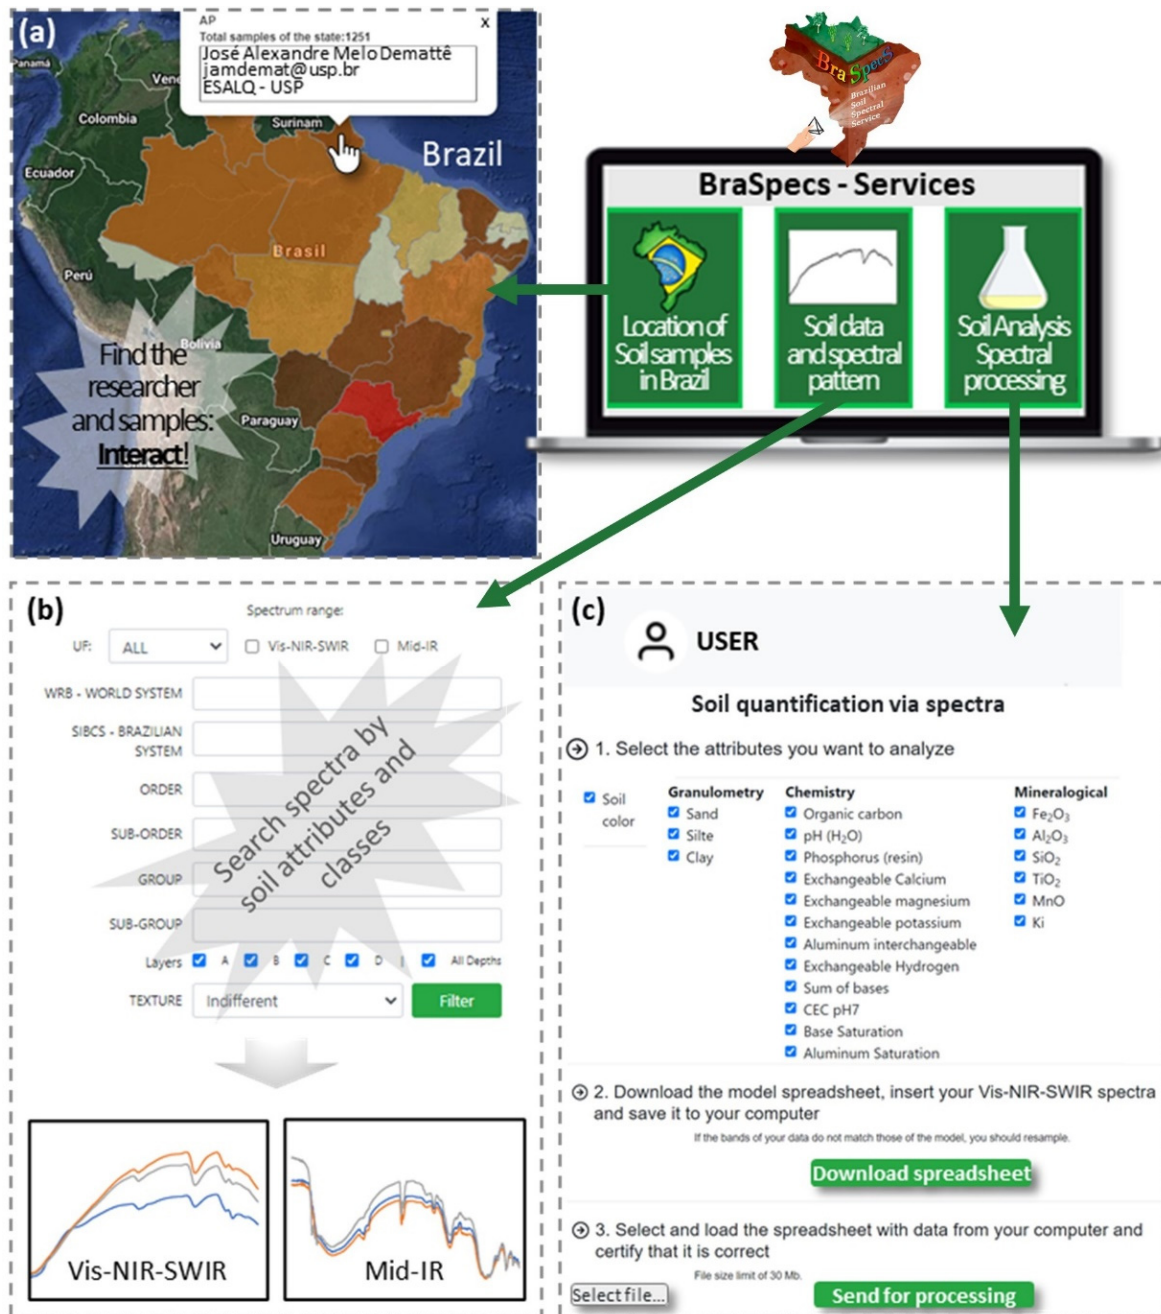 (a)
AP
X
Total samples of the state:1251
José Alexandre Melo Demattê
jamdemat@usp.br
ESALQ - USP
Panamá
Vene
Colombia
Surinam
Ecuador
Brazil
Brasil
Perú
Bolivia
Find the
researcher
and samples:
Interact!
Paraguay
Uruguay
Bra Specs
Brazilian
Soil
Spectral
Service
BraSpecs - Services
Location of
Soil samples
in Brazil
Soil data
and spectral
pattern
Soil Analysis
Spectral
processing
(b)
Spectrum range:
UF: ALL Vis-NIR-SWIR Mid-IR
WRB - WORLD SYSTEM
SIBCS - BRAZILIAN
SYSTEM
ORDER
SUB-ORDER
GROUP
SUB-GROUP
Search spectra by
soil attributes and
classes
Layers A B C D | All Depths
TEXTURE Indifferent Filter
Vis-NIR-SWIR
Mid-IR
(c)
USER
Soil quantification via spectra
1. Select the attributes you want to analyze
Soil
color
Granulometry
Sand
Silte
Clay
Chemistry
Organic carbon
pH (H₂O)
Phosphorus (resin)
Exchangeable Calcium
Exchangeable magnesium
Exchangeable potassium
Aluminum interchangeable
Exchangeable Hydrogen
Sum of bases
CEC pH7
Base Saturation
Aluminum Saturation
Mineralogical
Fe₂O₃
Al₂O₃
SiO₂
TiO₂
MnO
Ki
2. Download the model spreadsheet, insert your Vis-NIR-SWIR spectra
and save it to your computer
If the bands of your data do not match those of the model, you should resample.
Download spreadsheet
3. Select and load the spreadsheet with data from your computer and
certify that it is correct
File size limit of 30 Mb.
Select file...
Send for processing